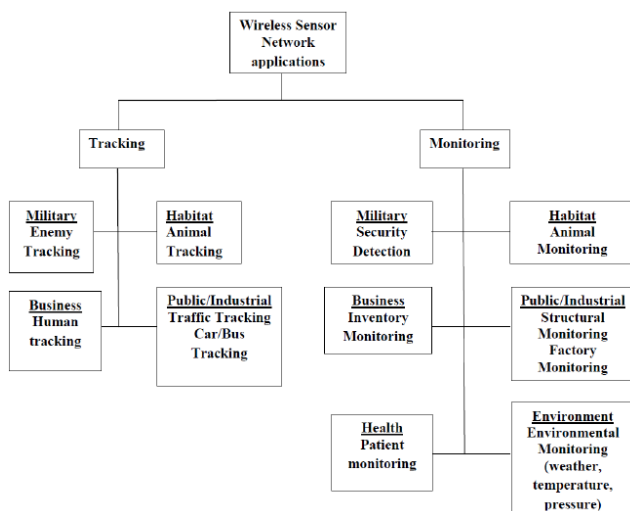 Wireless Sensor
Network
applications
Tracking
Monitoring
Military
Enemy
Tracking
Habitat
Animal
Tracking
Military
Security
Detection
Habitat
Animal
Monitoring
Business
Human
tracking
Public/Industrial
Traffic Tracking
Car/Bus
Tracking
Business
Inventory
Monitoring
Public/Industrial
Structural
Monitoring
Factory
Monitoring
Health
Patient
monitoring
Environment
Environmental
Monitoring
(weather,
temperature,
pressure)